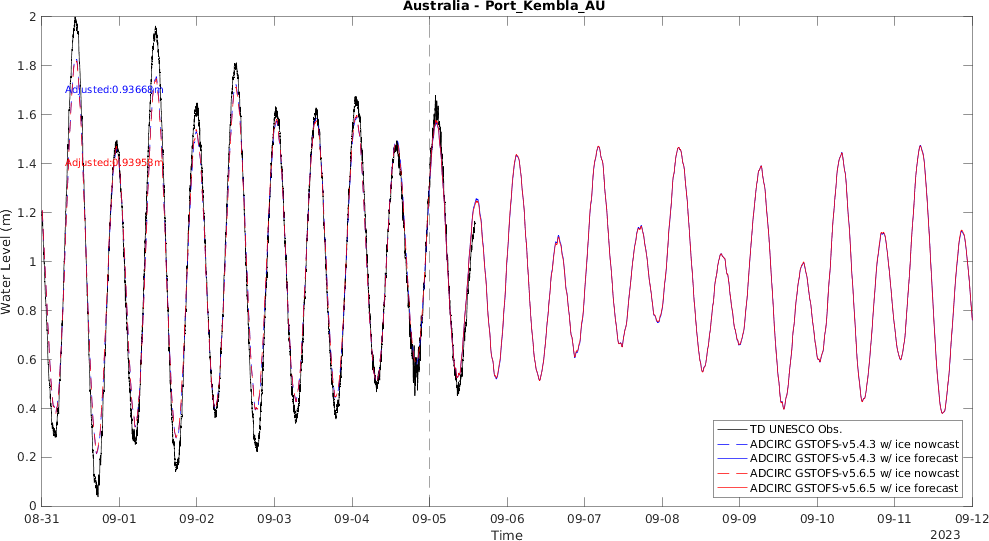 Australia - Port_Kembla_AU
2
1.8
1.6
1.4
1.2
1
0.8
0.6
0.4
0.2
0
Water Level (m)
Adjusted:0.93668m
Adjusted:0.93953m
TD UNESCO Obs.
ADCIRC GSTOFS-v5.4.3 w/ ice nowcast
ADCIRC GSTOFS-v5.4.3 w/ ice forecast
ADCIRC GSTOFS-v5.6.5 w/ ice nowcast
ADCIRC GSTOFS-v5.6.5 w/ ice forecast
08-31 09-01 09-02 09-03 09-04 09-05 09-06 09-07 09-08 09-09 09-10 09-11 09-12
Time
2023